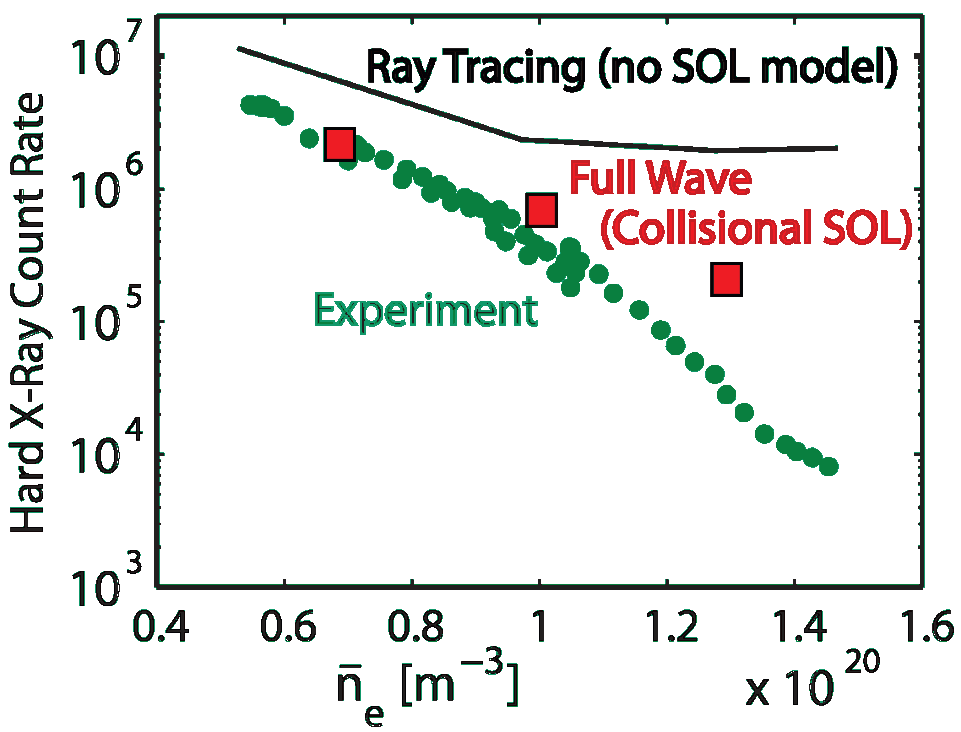 10^7
10^6
10^5
10^4
10^3
Hard X-Ray Count Rate
Ray Tracing (no SOL model)
Full Wave
(Collisional SOL)
Experiment
0.4 0.6 0.8 1 1.2 1.4 1.6
n̄_e [m^−3]
x 10^20